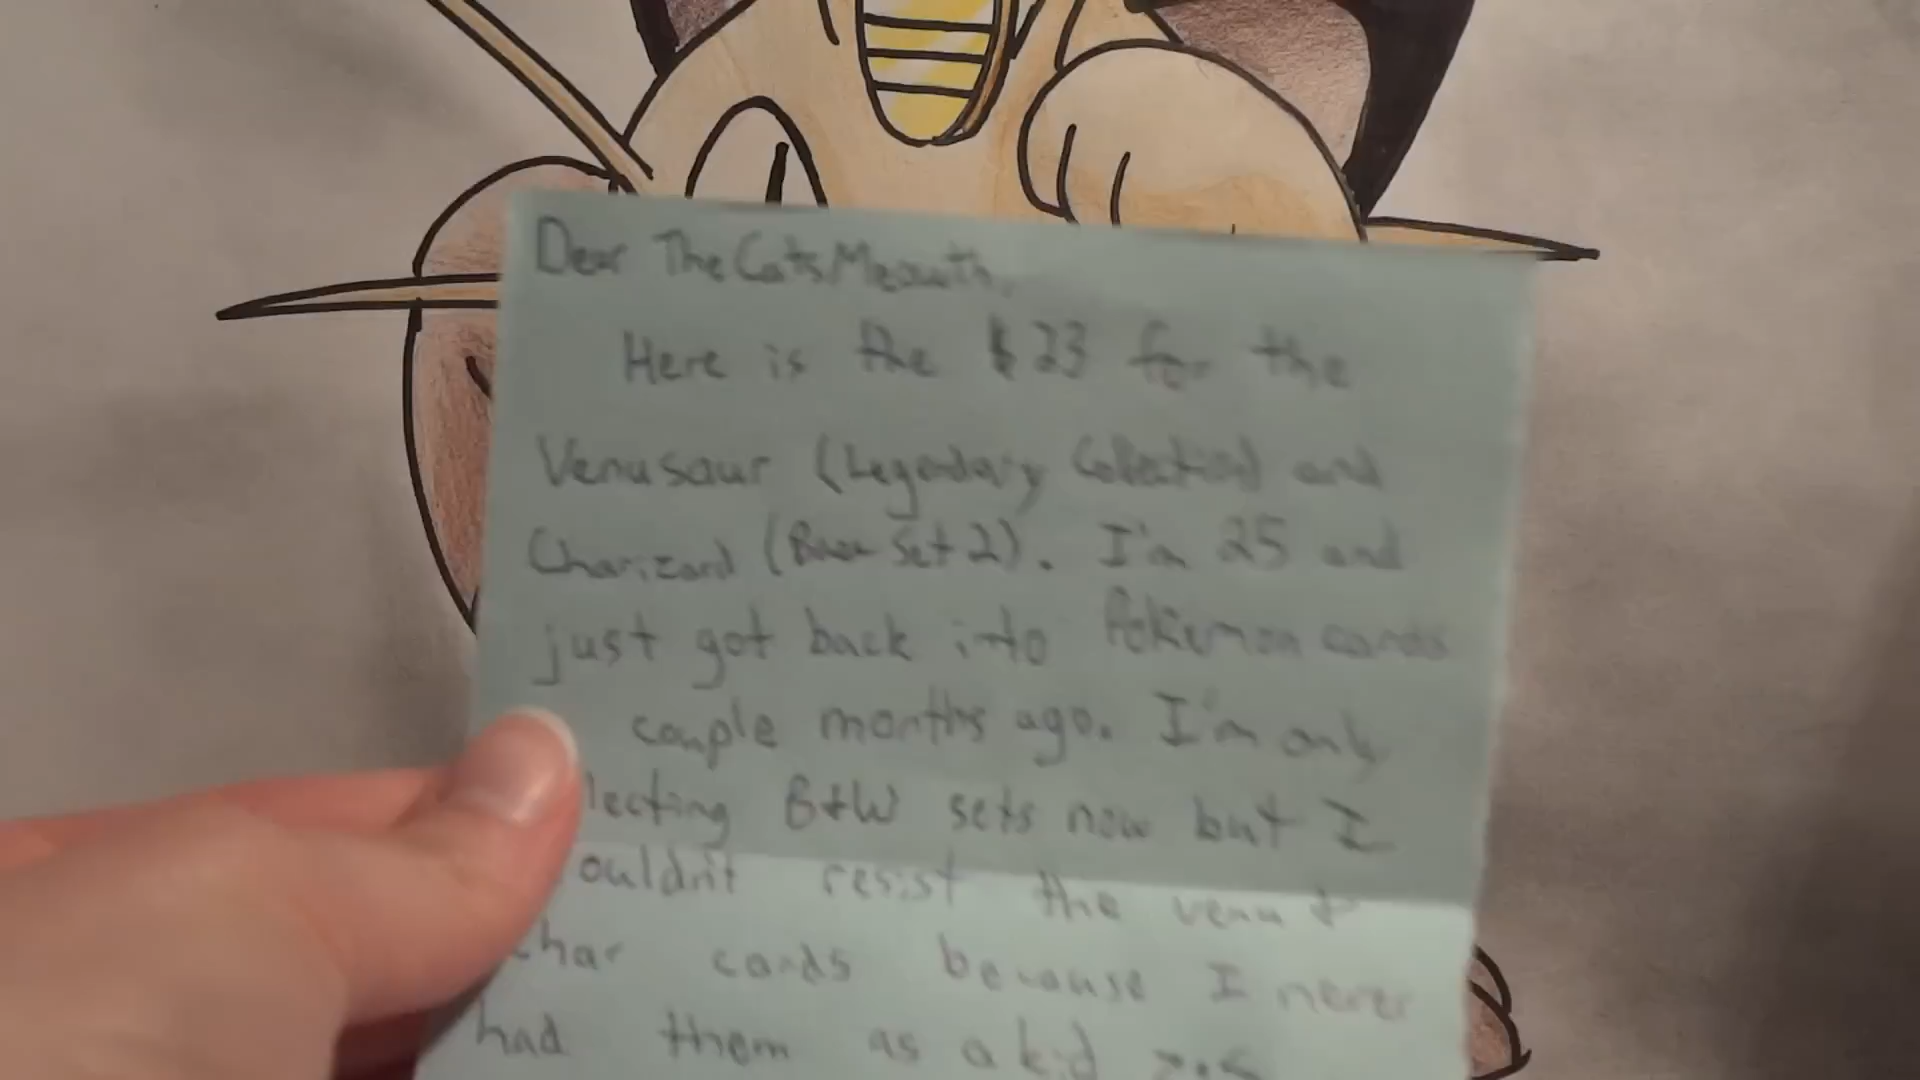 Dear TheCatsMeowth,
Here is the $23 for the
Venusaur (Legendary Collection) and
Charizard (Base Set 2). I'm 25 and
just got back into Pokemon cards
couple months ago. I'm only
llecting B+W sets now but I
ouldn't resist the venu &
char cards because I never
had them as a kid